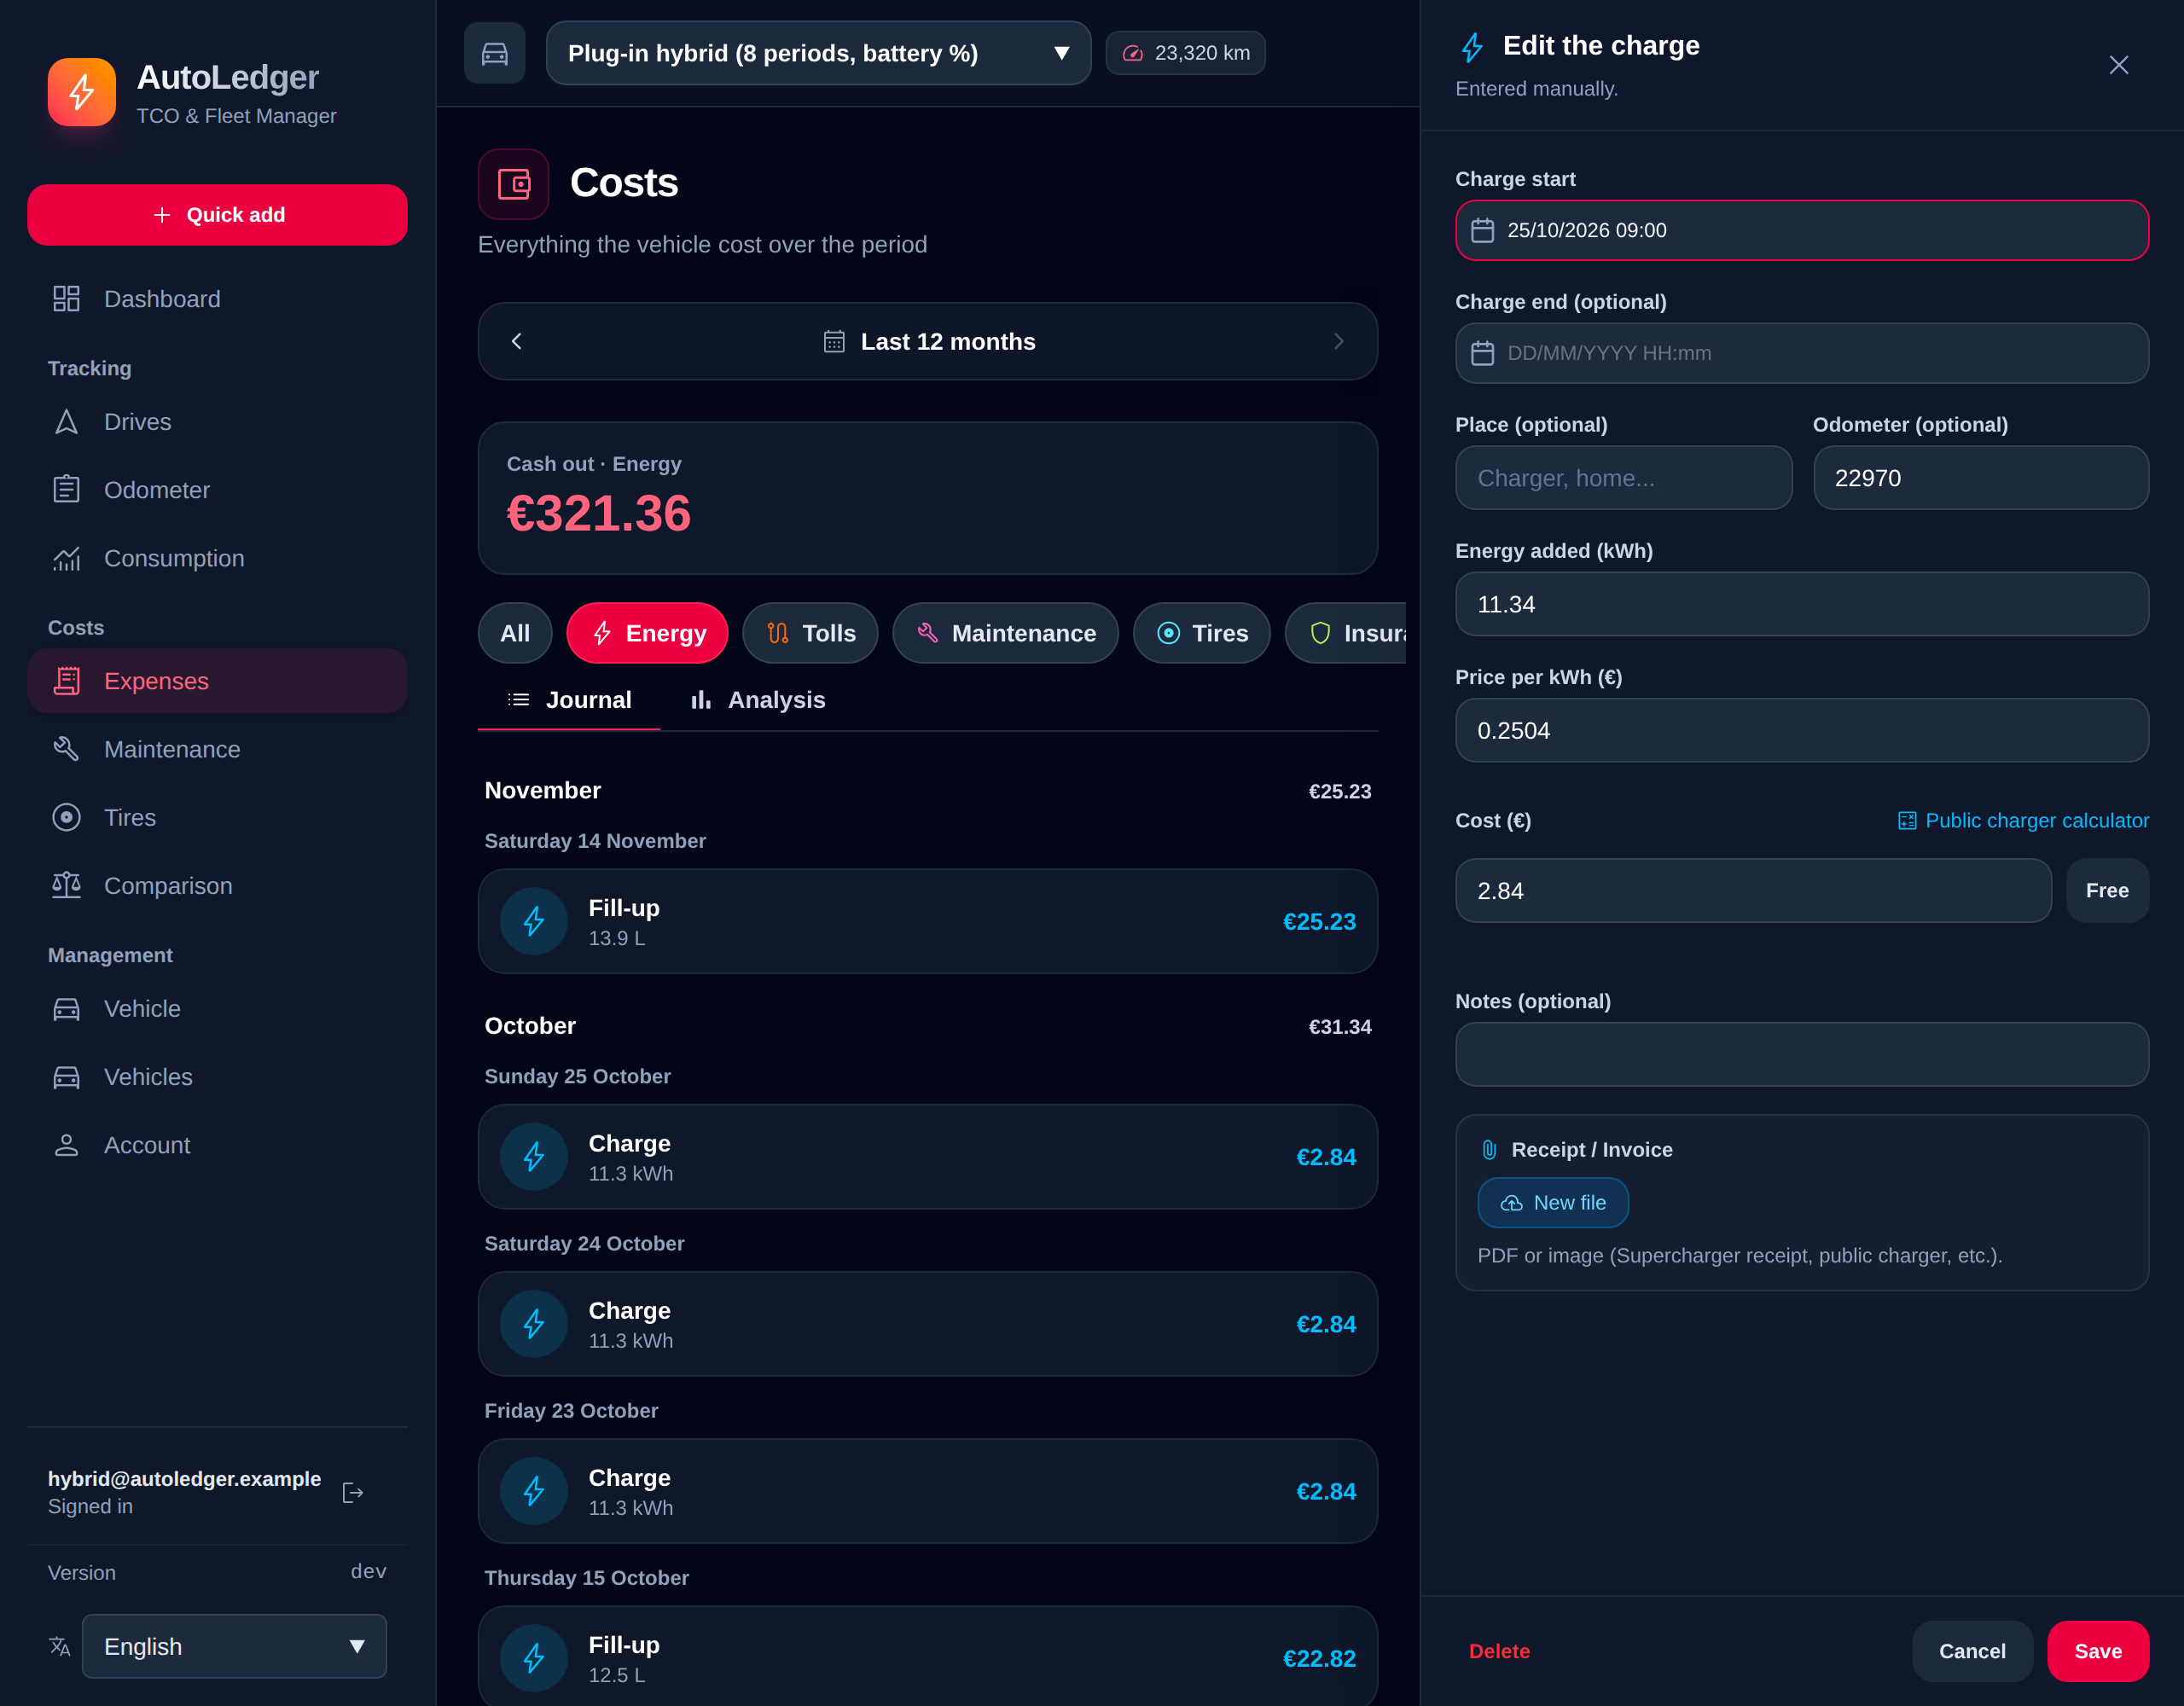 AutoLedger
TCO & Fleet Manager
Quick add
Dashboard
Tracking
Drives
Odometer
Consumption
Costs
Expenses
Maintenance
Tires
Comparison
Management
Vehicle
Vehicles
Account
hybrid@autoledger.example
Signed in
Version dev
English
Plug-in hybrid (8 periods, battery %)
23,320 km
Costs
Everything the vehicle cost over the period
Last 12 months
Cash out · Energy
€321.36
All Energy Tolls Maintenance Tires Insura
Journal Analysis
November €25.23
Saturday 14 November
Fill-up
13.9 L
€25.23
October €31.34
Sunday 25 October
Charge
11.3 kWh
€2.84
Saturday 24 October
Charge
11.3 kWh
€2.84
Friday 23 October
Charge
11.3 kWh
€2.84
Thursday 15 October
Fill-up
12.5 L
€22.82
Edit the charge
Entered manually.
Charge start
25/10/2026 09:00
Charge end (optional)
DD/MM/YYYY HH:mm
Place (optional) Odometer (optional)
Charger, home... 22970
Energy added (kWh)
11.34
Price per kWh (€)
0.2504
Cost (€) Public charger calculator
2.84 Free
Notes (optional)
Receipt / Invoice
New file
PDF or image (Supercharger receipt, public charger, etc.).
Delete Cancel Save